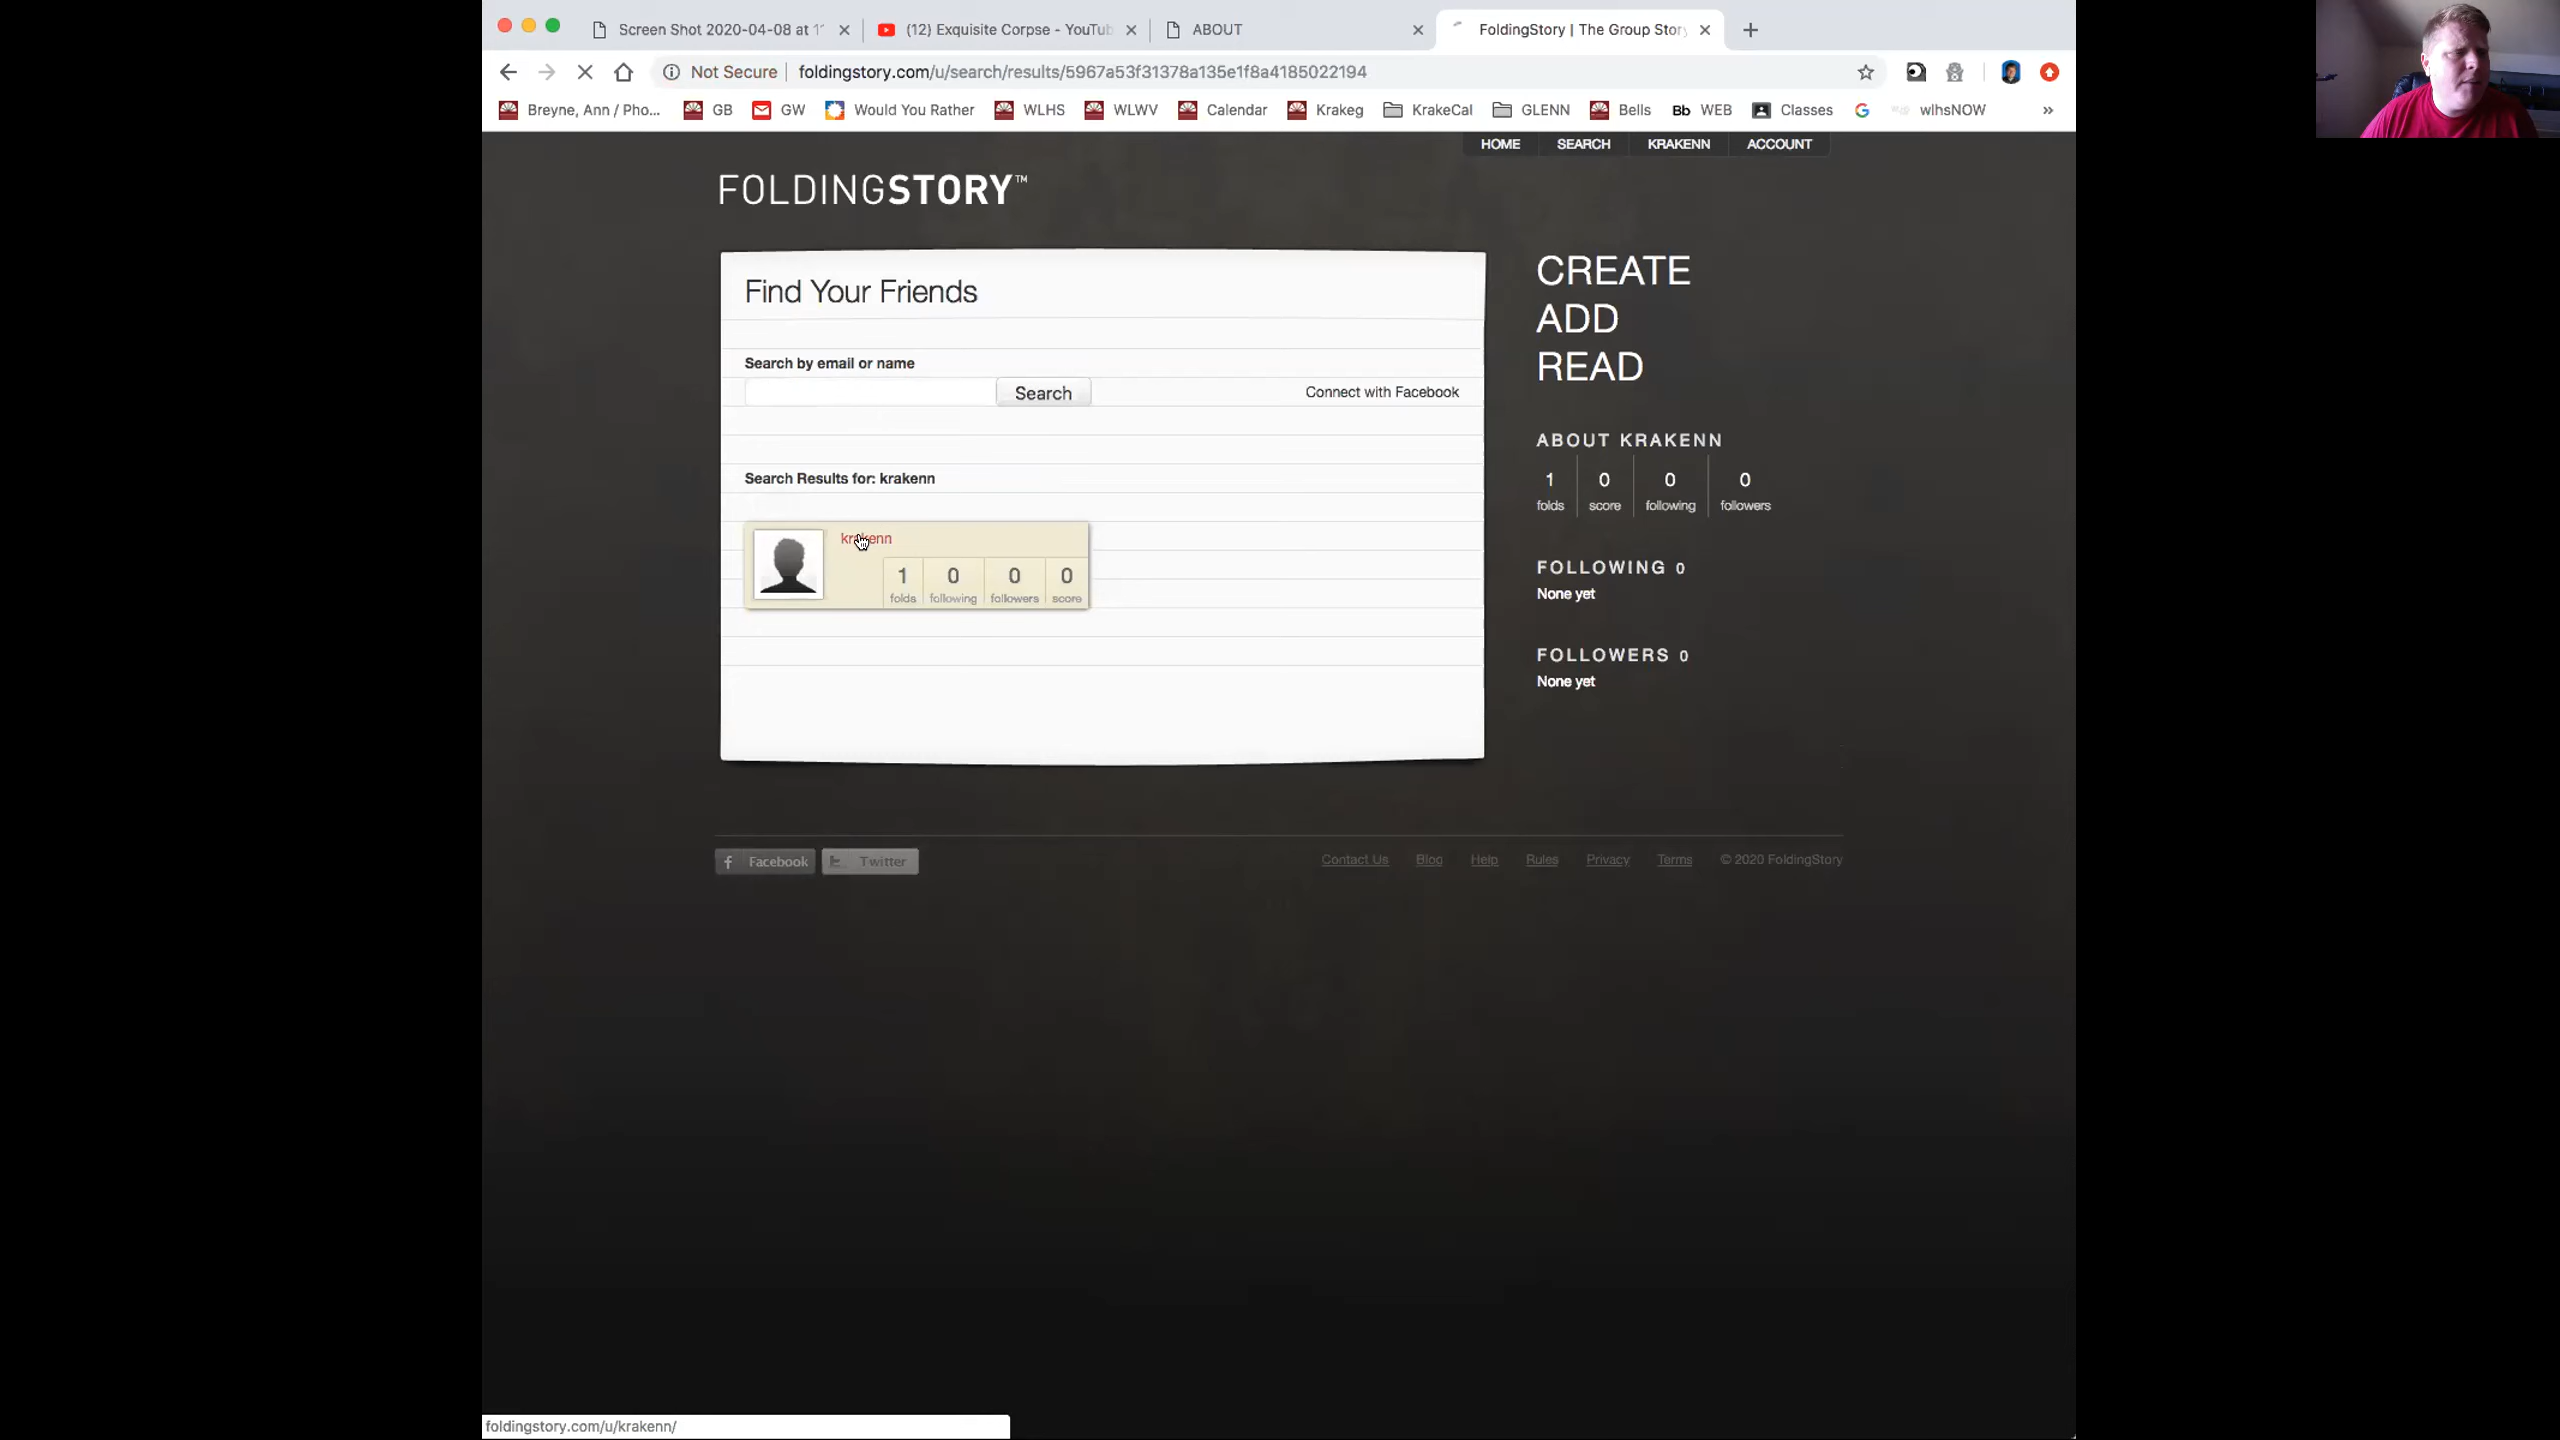 Screen Shot 2020-04-08 at 1
(12) Exquisite Corpse - YouTub
ABOUT
FoldingStory | The Group Stor
Not Secure | foldingstory.com/u/search/results/5967a53f31378a135e1f8a4185022194
Breyne, Ann / Pho... GB GW Would You Rather WLHS WLWV Calendar Krakeg KrakeCal GLENN Bells Bb WEB Classes wlhsNOW »
HOME SEARCH KRAKENN ACCOUNT
FOLDINGSTORY™
Find Your Friends
Search by email or name
Search
Connect with Facebook
Search Results for: krakenn
krakenn
1 0 0 0
folds following followers score
CREATE
ADD
READ
ABOUT KRAKENN
1 0 0 0
folds score following followers
FOLLOWING 0
None yet
FOLLOWERS 0
None yet
Facebook Twitter
Contact Us Blog Help Rules Privacy Terms © 2020 FoldingStory
foldingstory.com/u/krakenn/